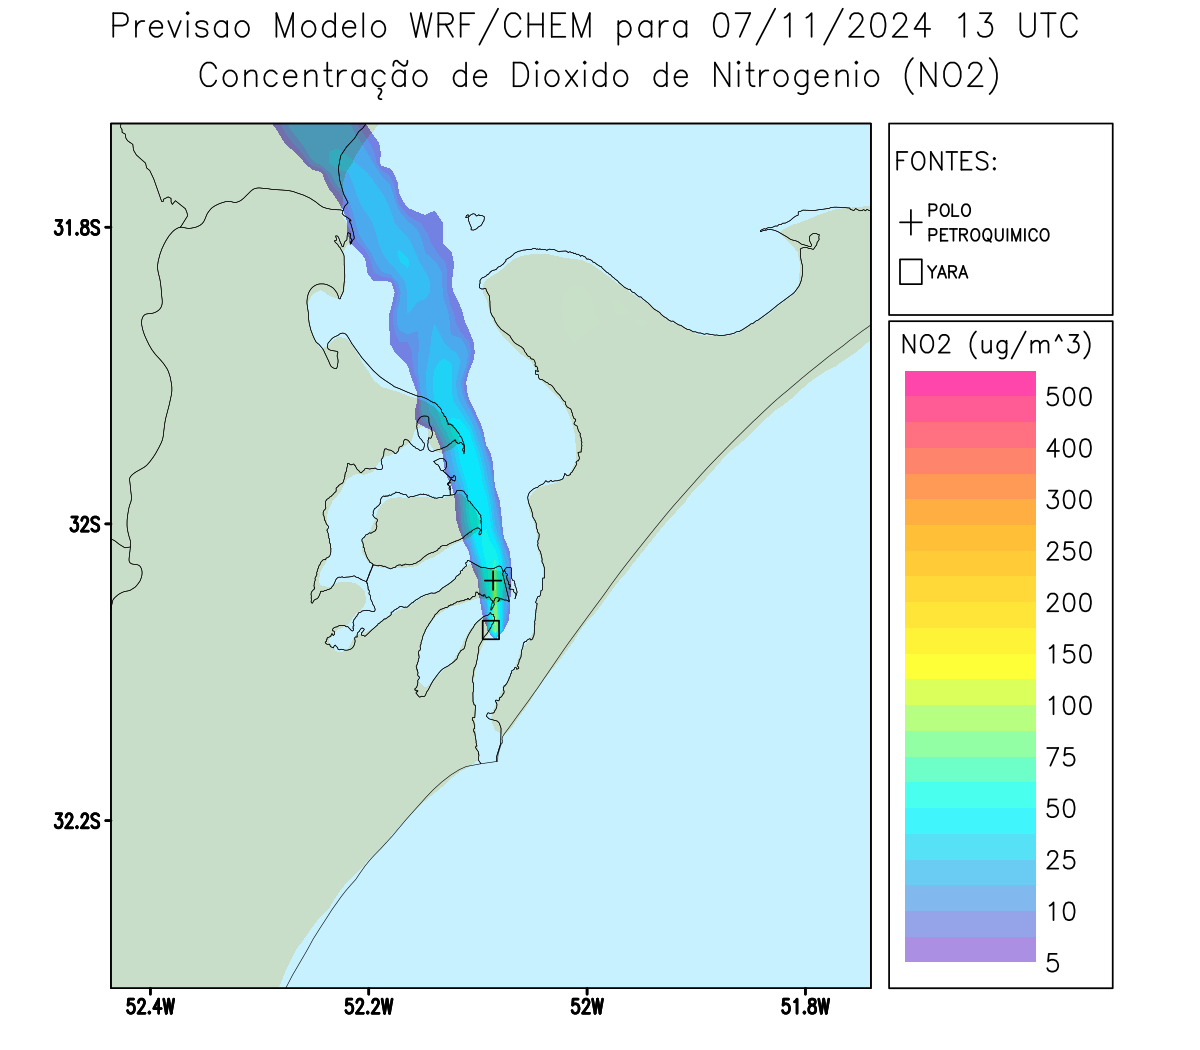 Previsao Modelo WRF/CHEM para 07/11/2024 13 UTC
Concentração de Dioxido de Nitrogenio (NO2)
FONTES:
POLO
PETROQUIMICO
YARA
31.8S
32S
32.2S
52.4W
52.2W
52W
51.8W
NO2 (ug/m^3)
500
400
300
250
200
150
100
75
50
25
10
5